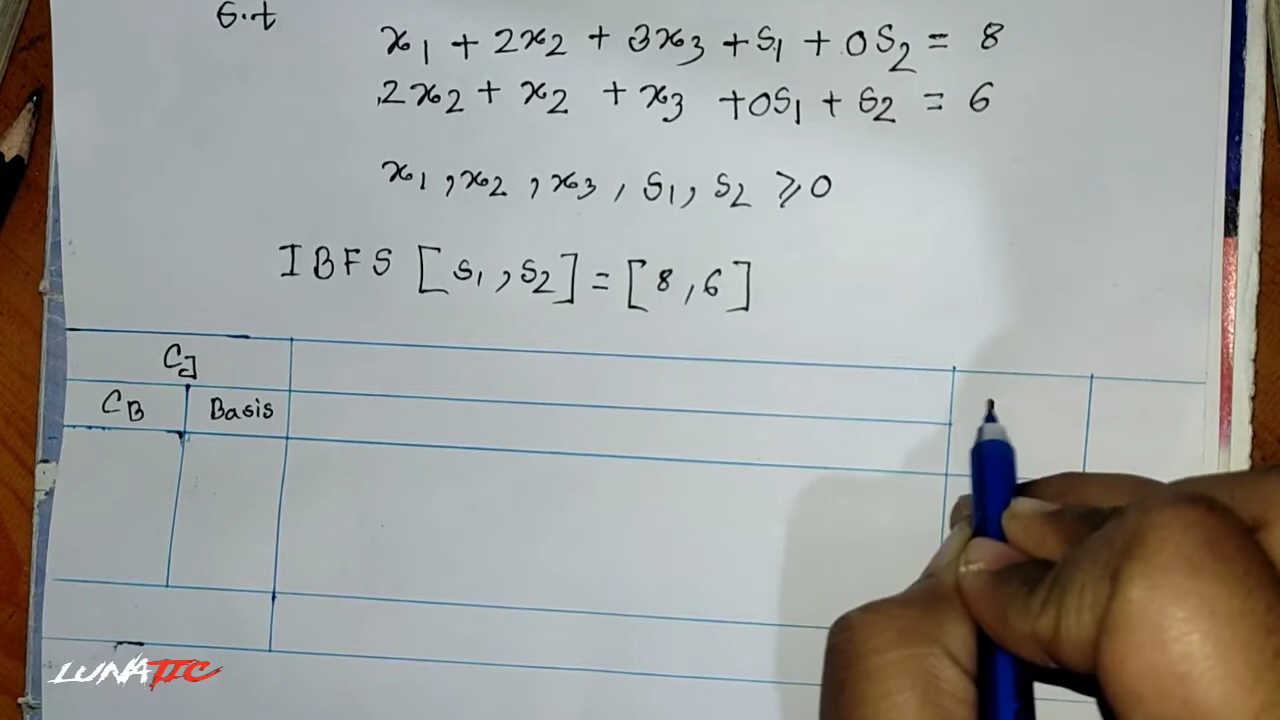 S.t
x₁ + 2x₂ + 3x₃ + S₁ + 0S₂ = 8
2x₂ + x₂ + x₃ + 0S₁ + S₂ = 6
x₁, x₂, x₃, S₁, S₂ ⩾ 0
IBFS [S₁, S₂] = [8, 6]
CJ
CB Basis
LUNATIC